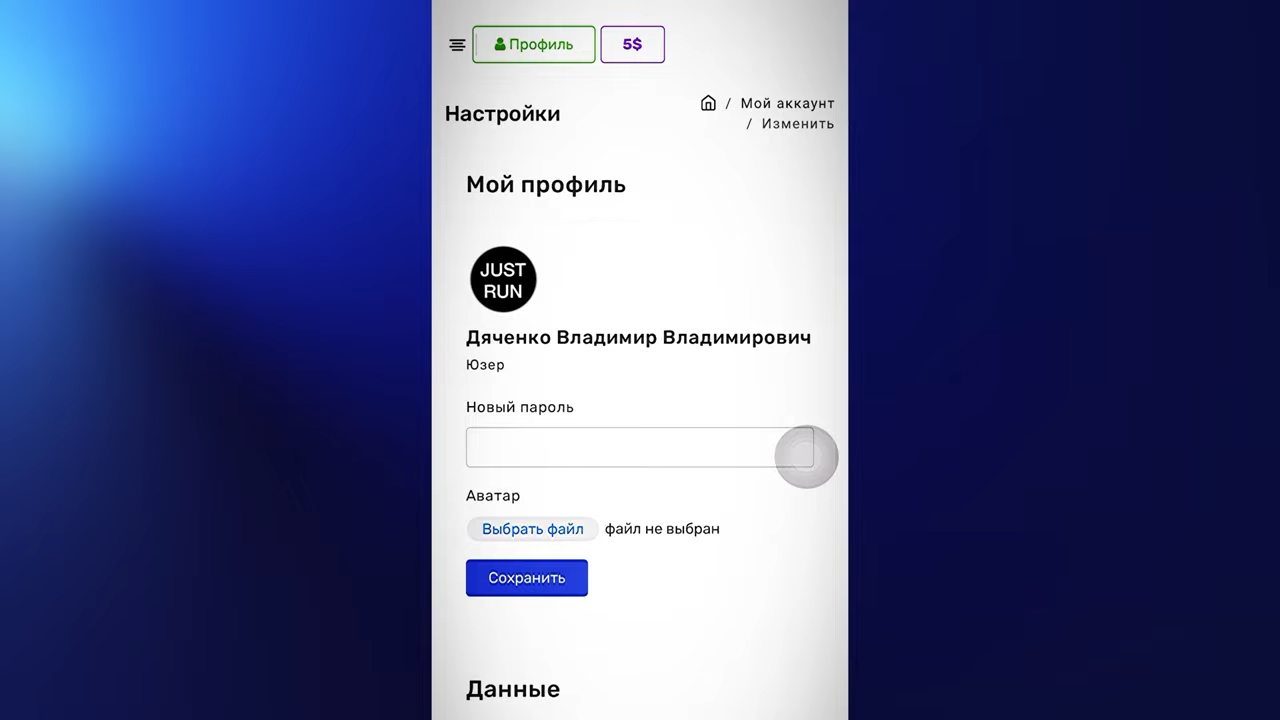 Профиль
5$
Настройки
/ Мой аккаунт
/ Изменить
Мой профиль
JUST
RUN
Дяченко Владимир Владимирович
Юзер
Новый пароль
Аватар
Выбрать файл файл не выбран
Сохранить
Данные